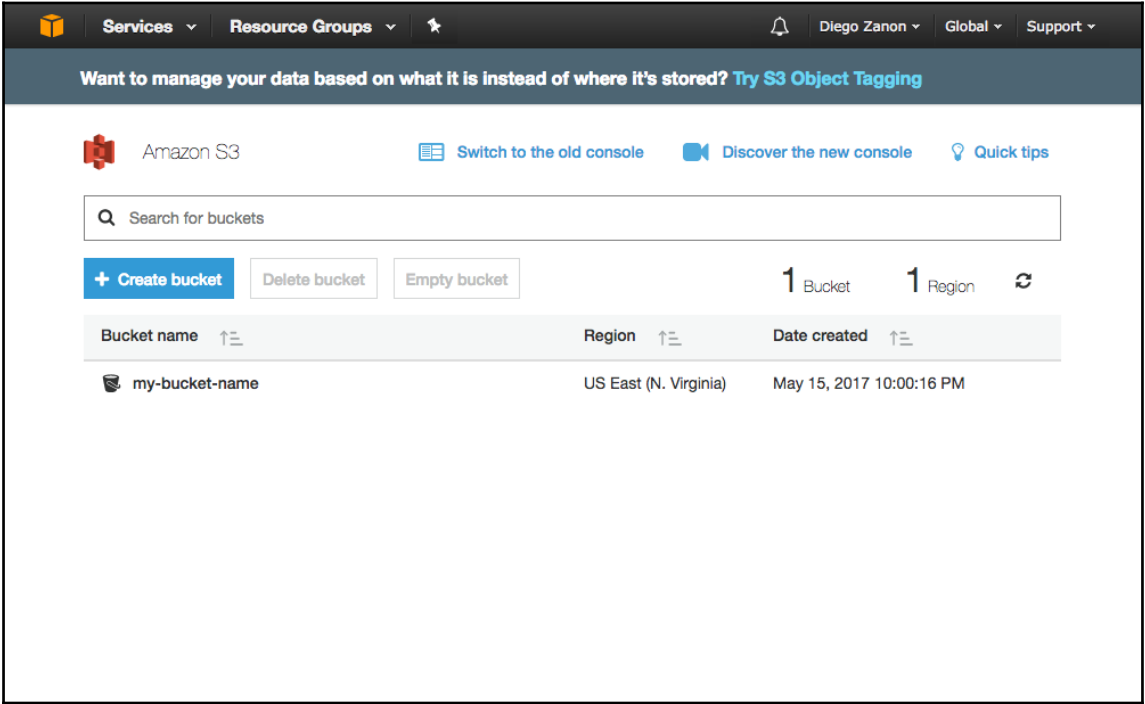 Services Resource Groups Diego Zanon Global Support
Want to manage your data based on what it is instead of where it's stored? Try S3 Object Tagging
Amazon S3 Switch to the old console Discover the new console Quick tips
Search for buckets
+ Create bucket Delete bucket Empty bucket 1 Bucket 1 Region
Bucket name Region Date created
my-bucket-name US East (N. Virginia) May 15, 2017 10:00:16 PM